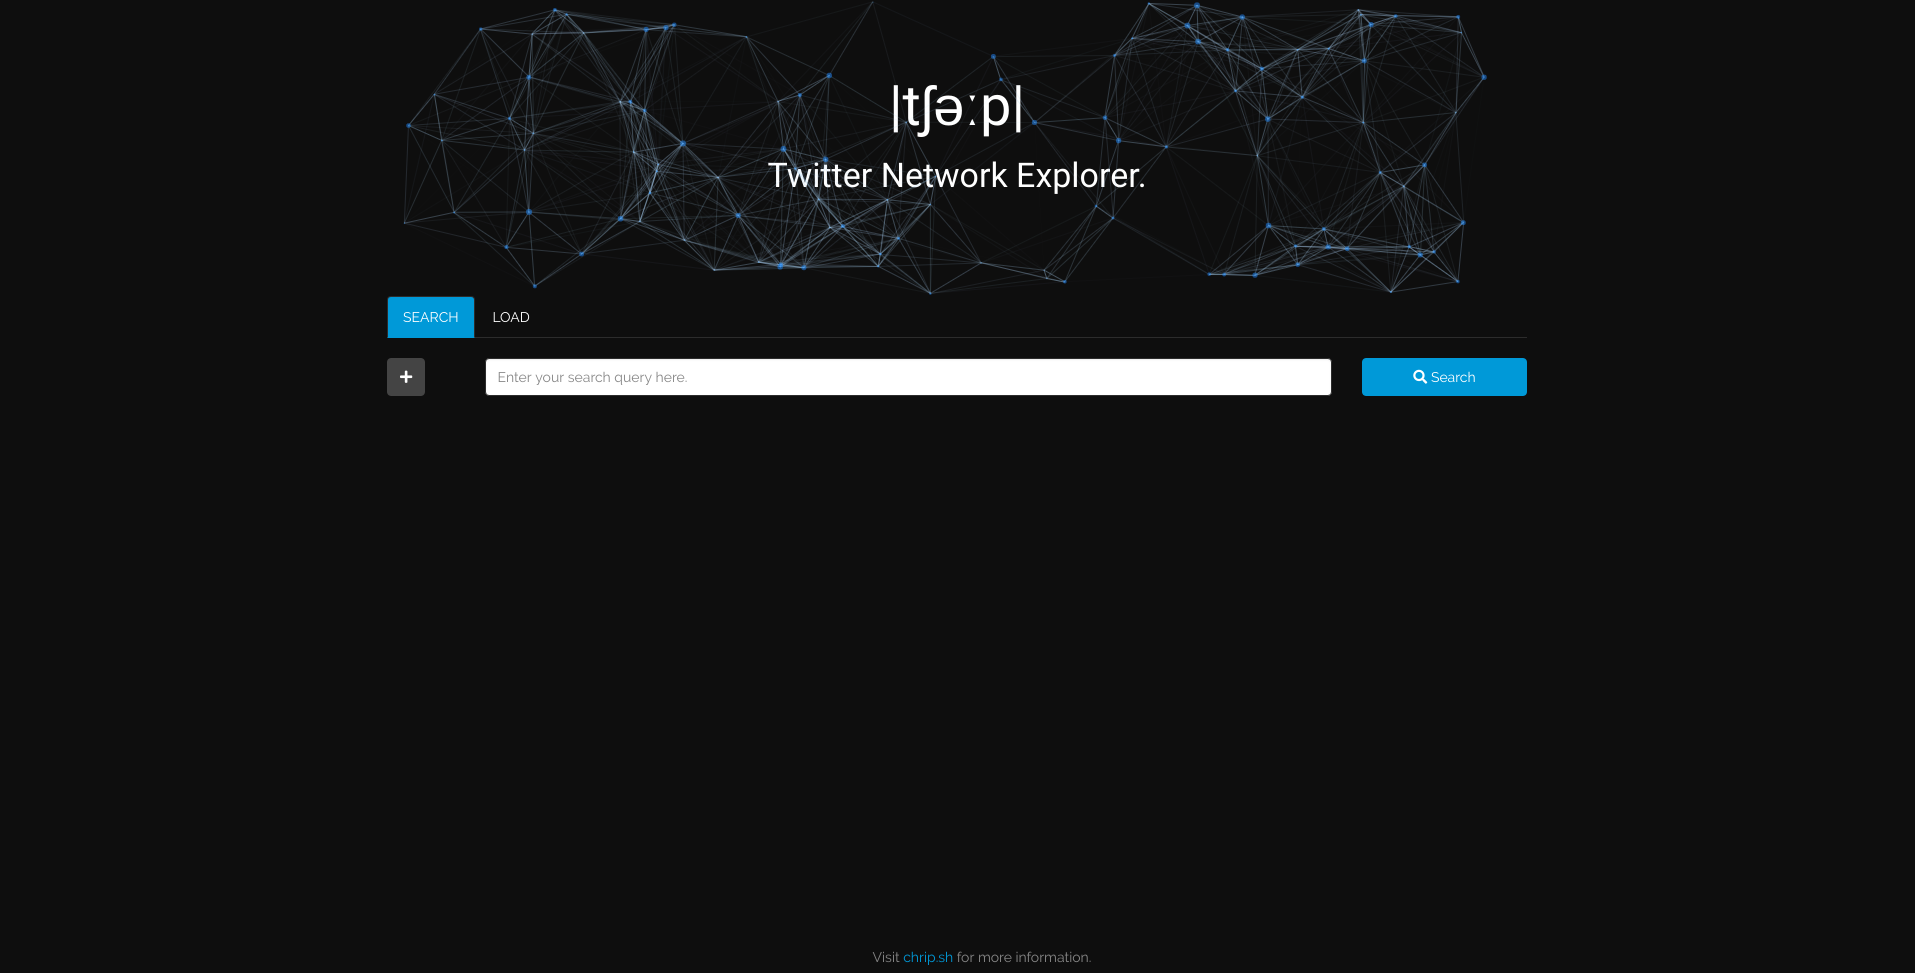 |tʃəːp|
Twitter Network Explorer.
SEARCH LOAD
Enter your search query here.
Search
Visit chrip.sh for more information.